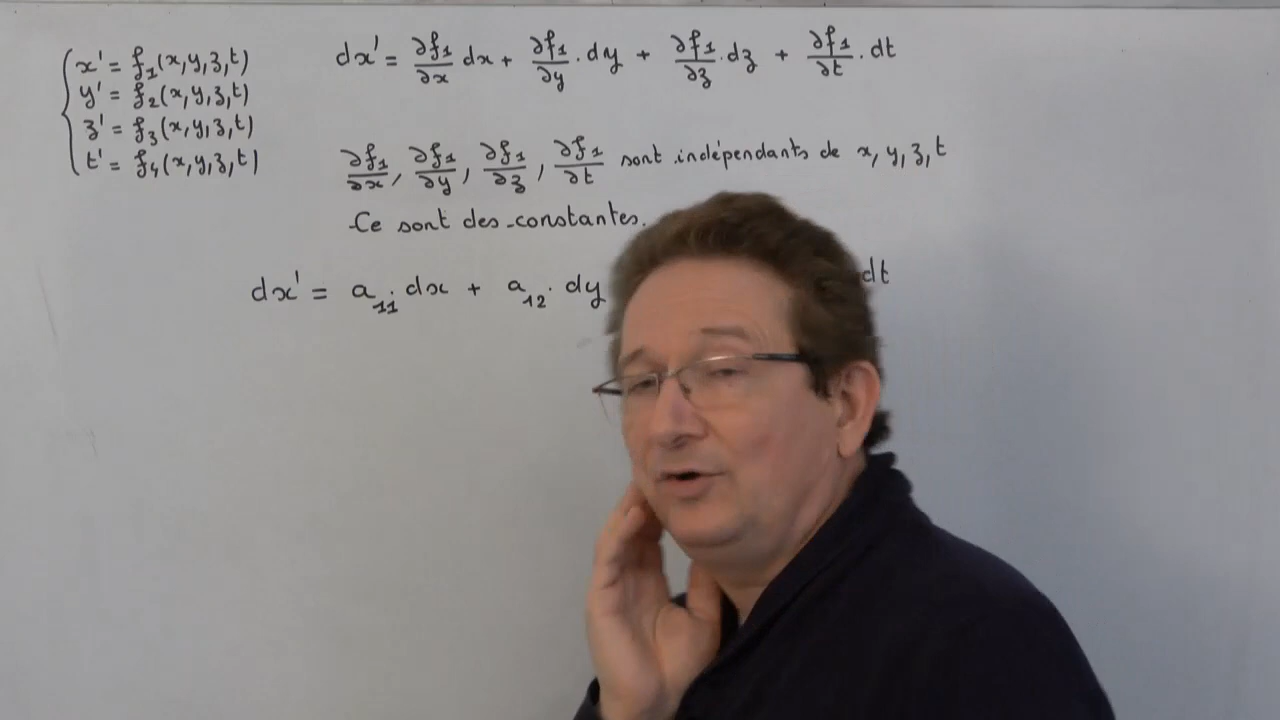 x' = f₁(x,y,z,t)
y' = f₂(x,y,z,t)
z' = f₃(x,y,z,t)
t' = f₄(x,y,z,t)
dx' = ∂f₁/∂x dx + ∂f₁/∂y · dy + ∂f₁/∂z · dz + ∂f₁/∂t · dt
∂f₁/∂x, ∂f₁/∂y, ∂f₁/∂z, ∂f₁/∂t sont indépendants de x, y, z, t
Ce sont des constantes.
dx' = a₁₁ · dx + a₁₂ · dy dt